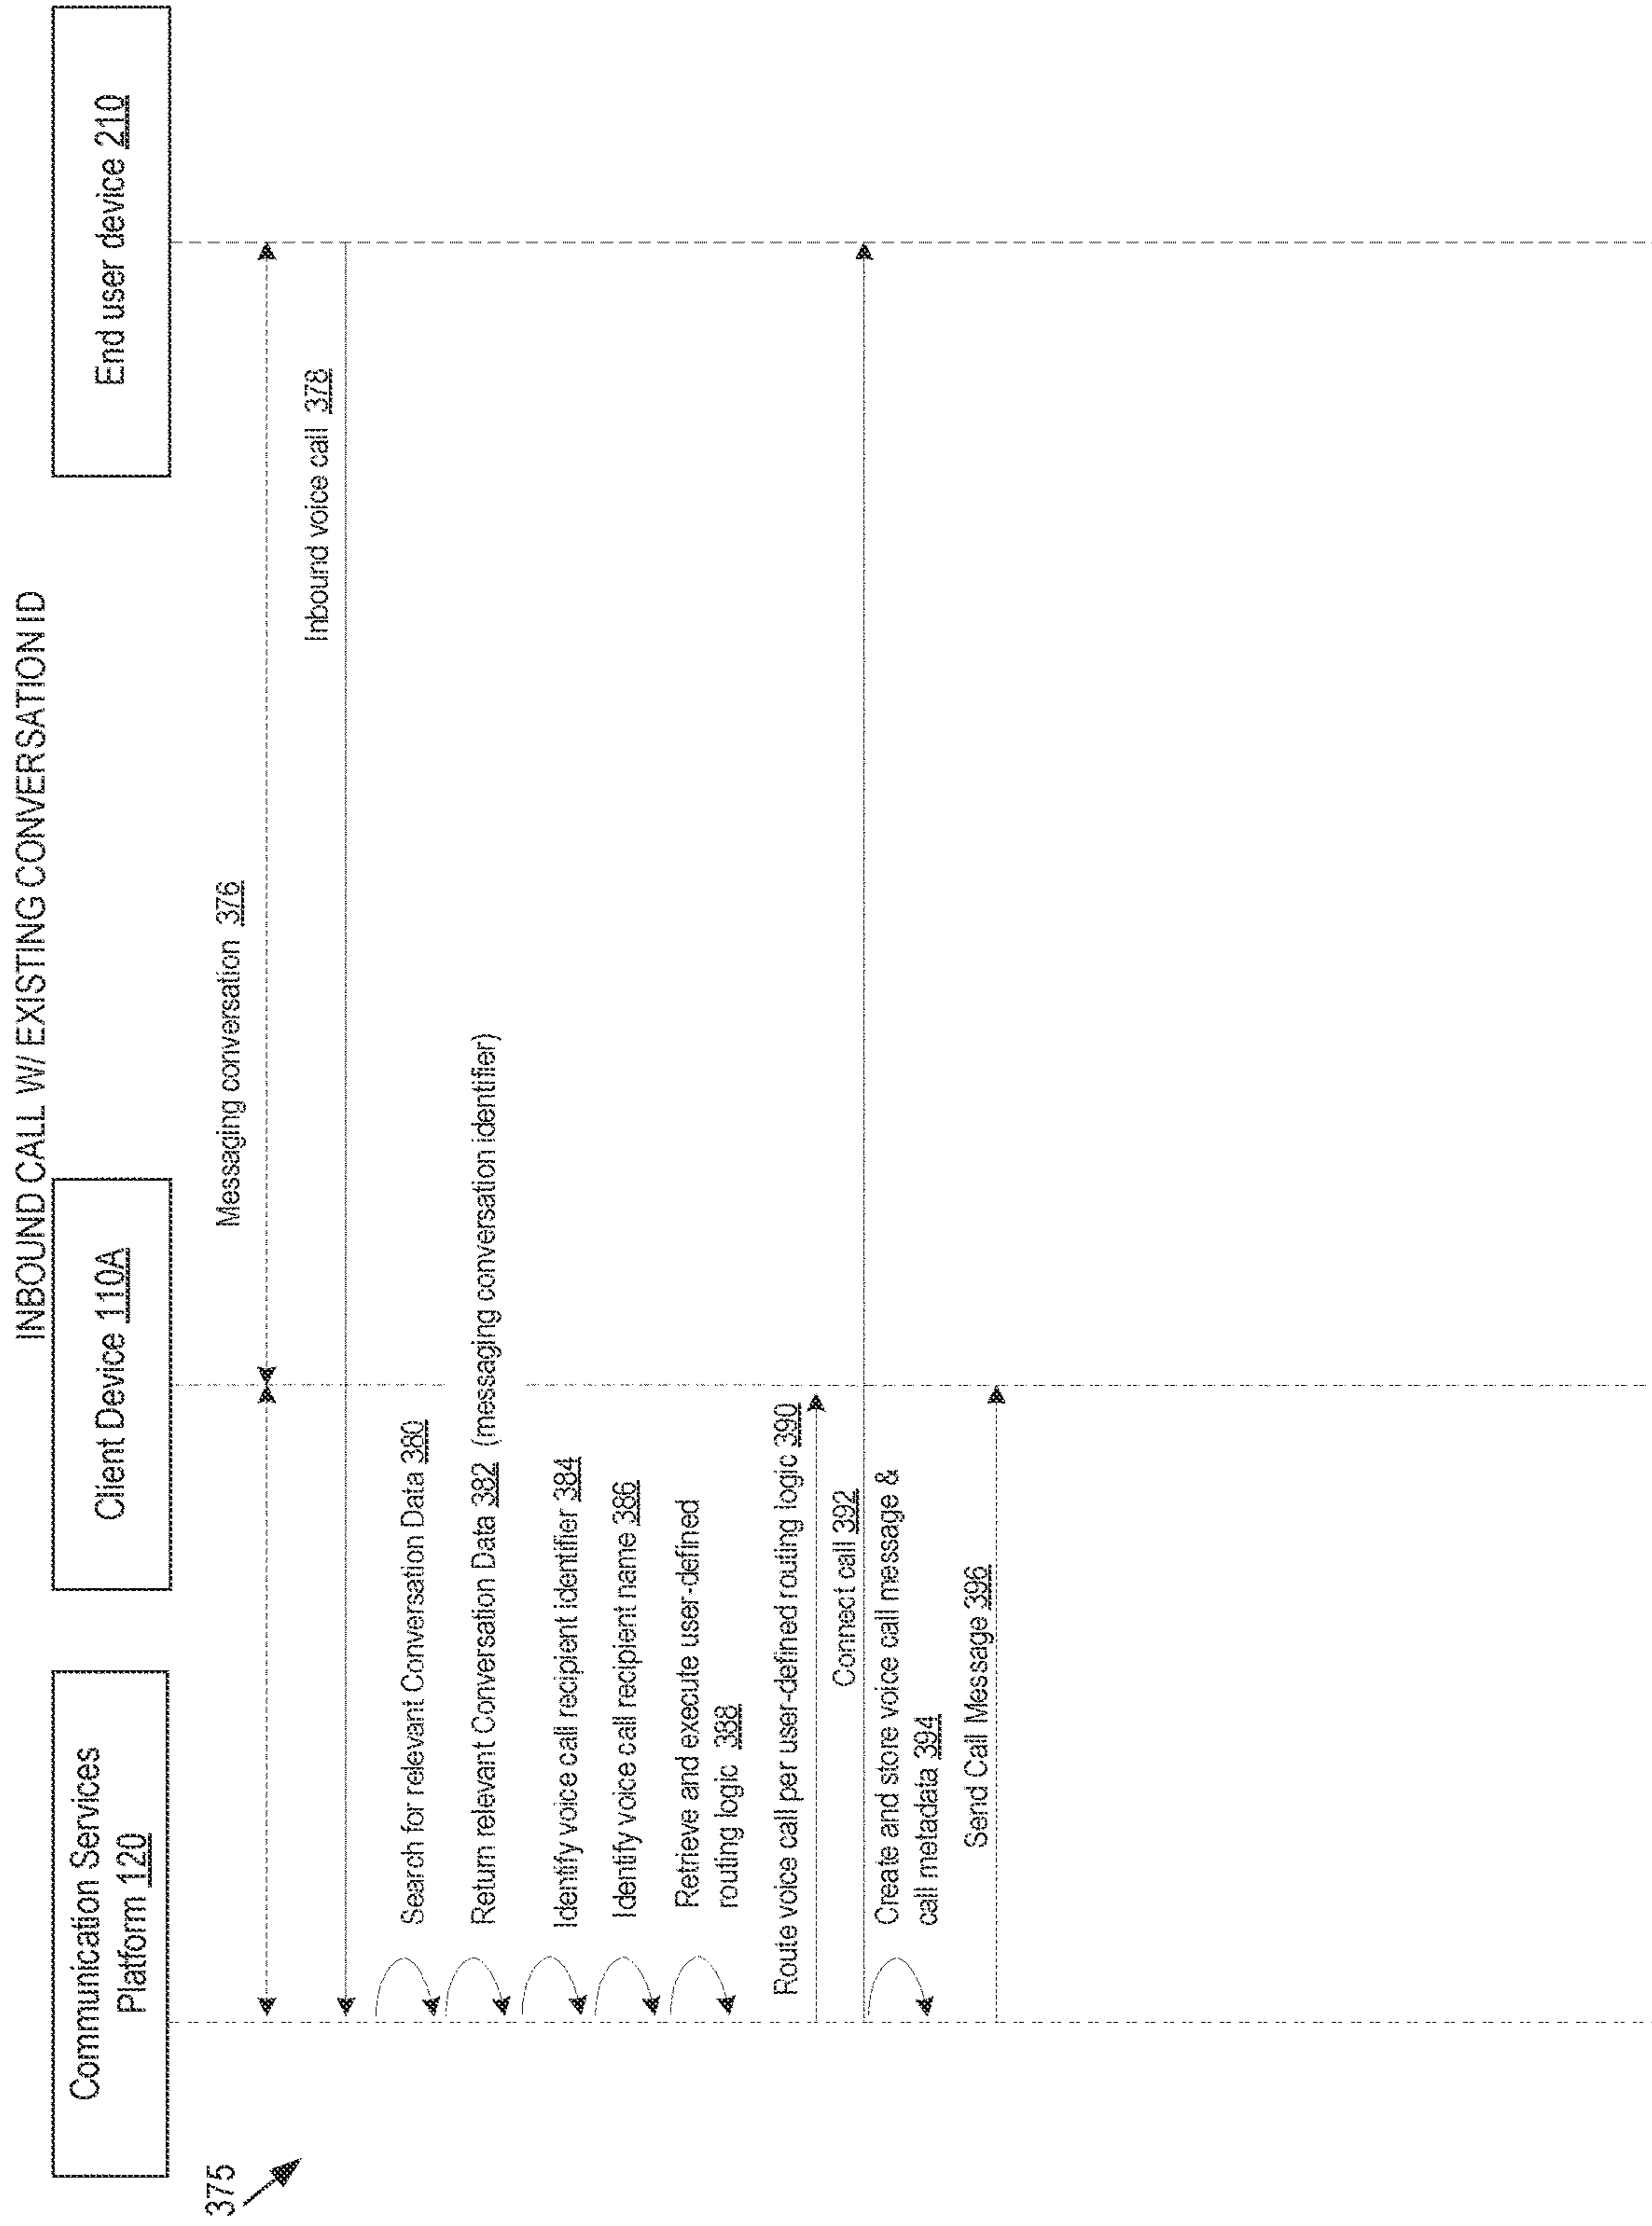 INBOUND CALL W/ EXISTING CONVERSATION ID
Communication Services
Platform 120
Client Device 110A
End user device 210
375
Messaging conversation 376
Inbound voice call 378
Search for relevant Conversation Data 380
Return relevant Conversation Data 382 (messaging conversation identifier)
Identify voice call recipient identifier 384
Identify voice call recipient name 386
Retrieve and execute user-defined
routing logic 388
Route voice call per user-defined routing logic 390
Connect call 392
Create and store voice call message &
call metadata 394
Send Call Message 396